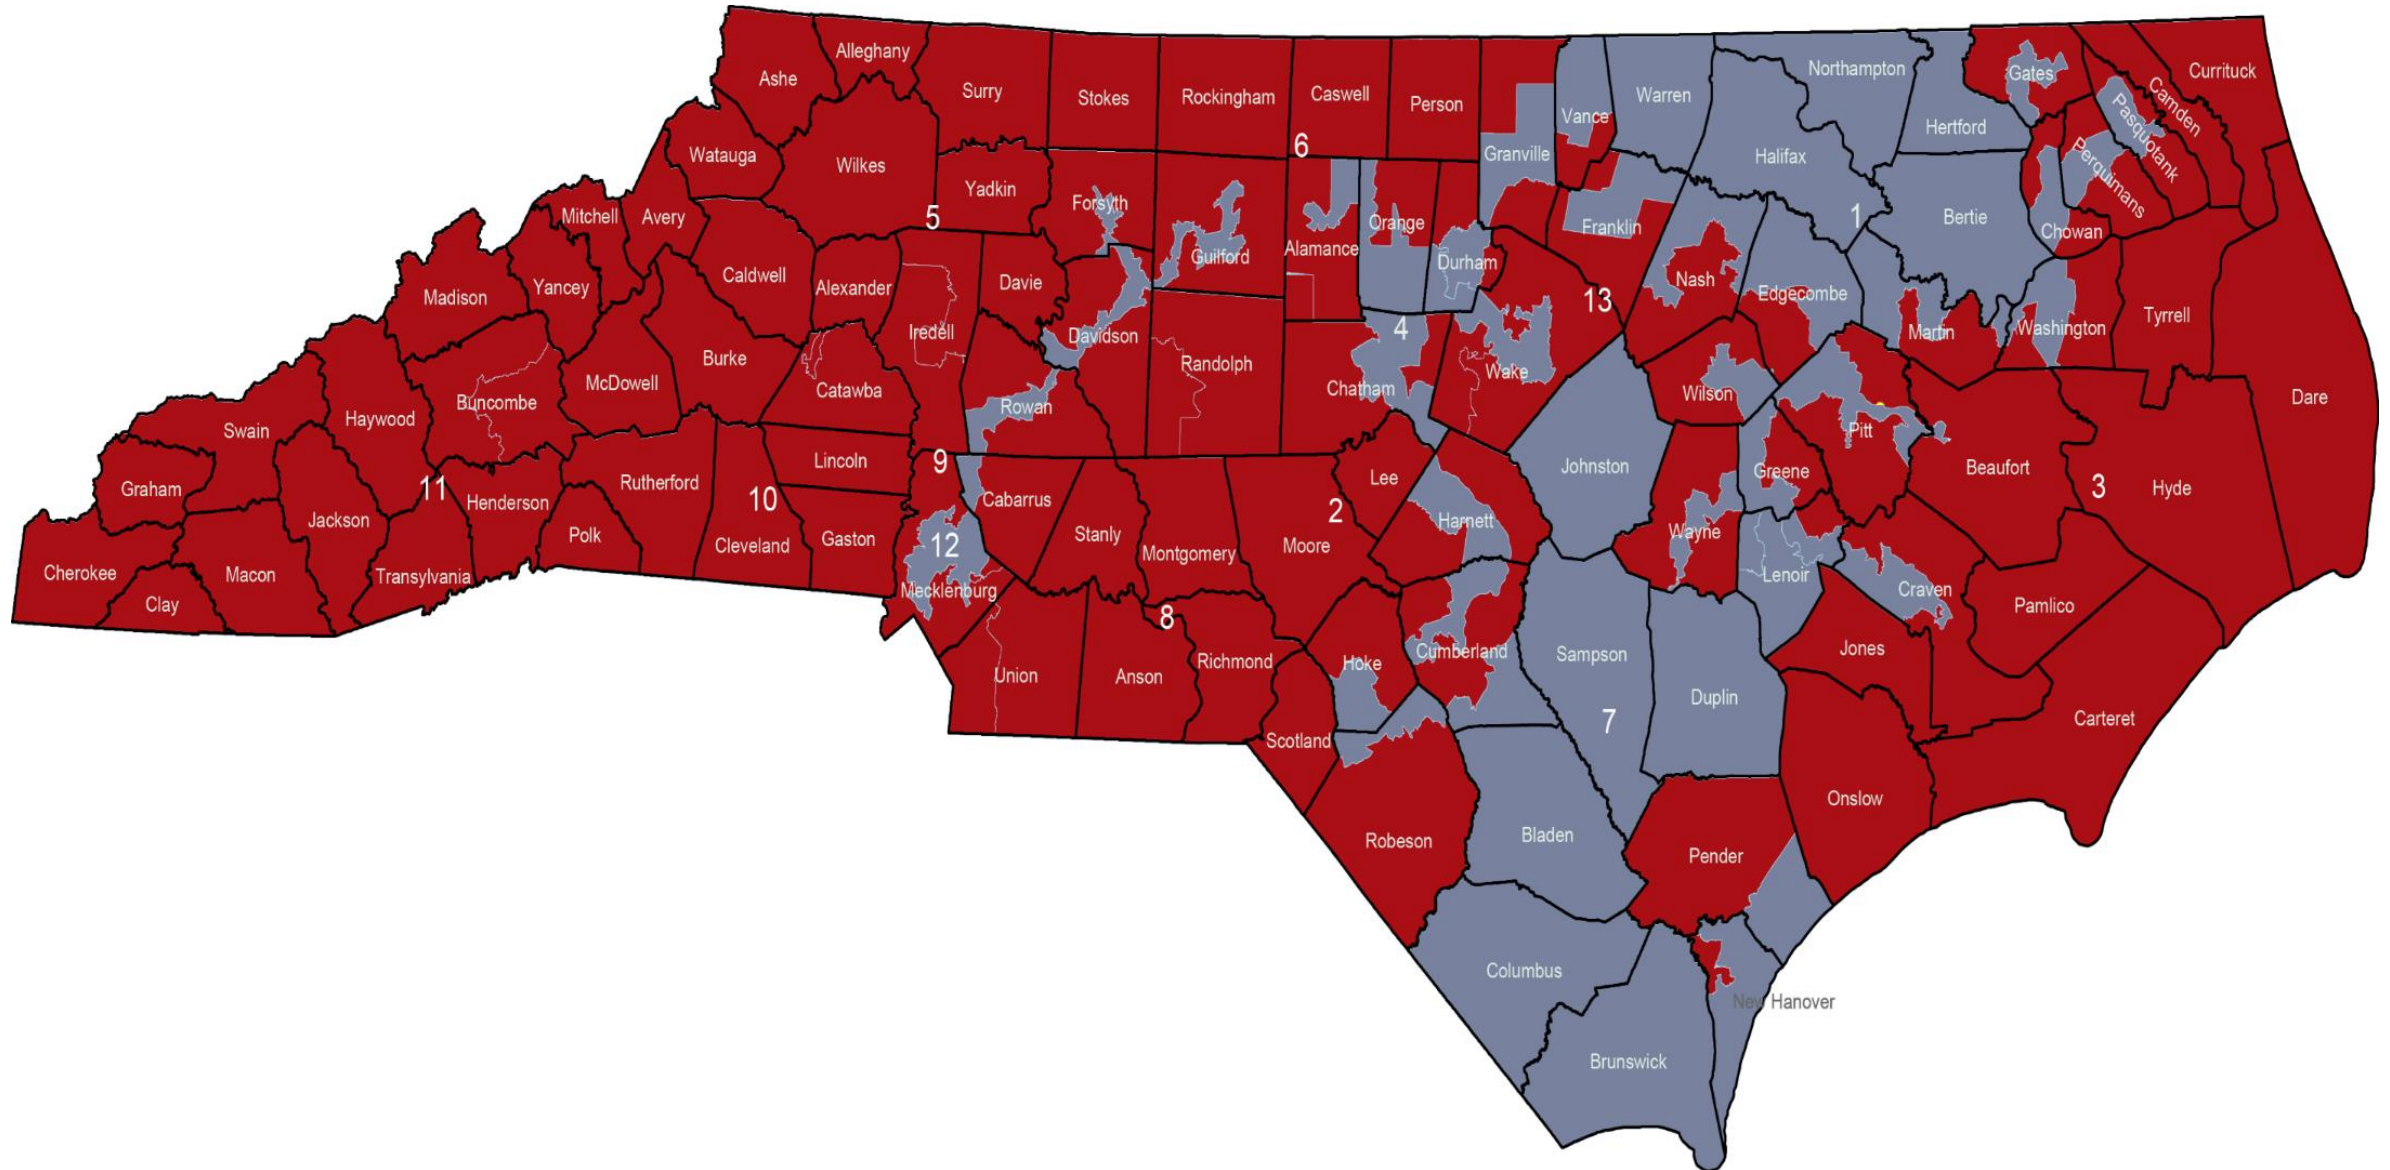 Alleghany
Ashe
Surry
Stokes
Rockingham
Caswell
Person
Northampton
Warren
Vance
Gates
Currituck
Camden
Pasquotank
Perquimans
Hertford
Halifax
Granville
6
Watauga
Wilkes
Yadkin
Forsyth
Guilford
Alamance
Orange
Durham
Franklin
1
Bertie
Chowan
5
Mitchell
Avery
Madison
Yancey
Caldwell
Alexander
Iredell
Davie
Davidson
Randolph
Chatham
4
Wake
13
Nash
Edgecombe
Martin
Washington
Tyrrell
Dare
Swain
Haywood
Buncombe
McDowell
Burke
Catawba
Rowan
Wilson
Pitt
Greene
Beaufort
3
Hyde
Johnston
Graham
11
Henderson
Rutherford
Polk
10
Lincoln
9
Cabarrus
Stanly
Montgomery
2
Lee
Moore
Harnett
Wayne
Lenoir
Craven
Pamlico
Jackson
Cherokee
Clay
Macon
Transylvania
Cleveland
Gaston
12
Mecklenburg
Union
Anson
8
Richmond
Hoke
Cumberland
Sampson
7
Duplin
Jones
Carteret
Onslow
Scotland
Robeson
Bladen
Pender
Columbus
New Hanover
Brunswick